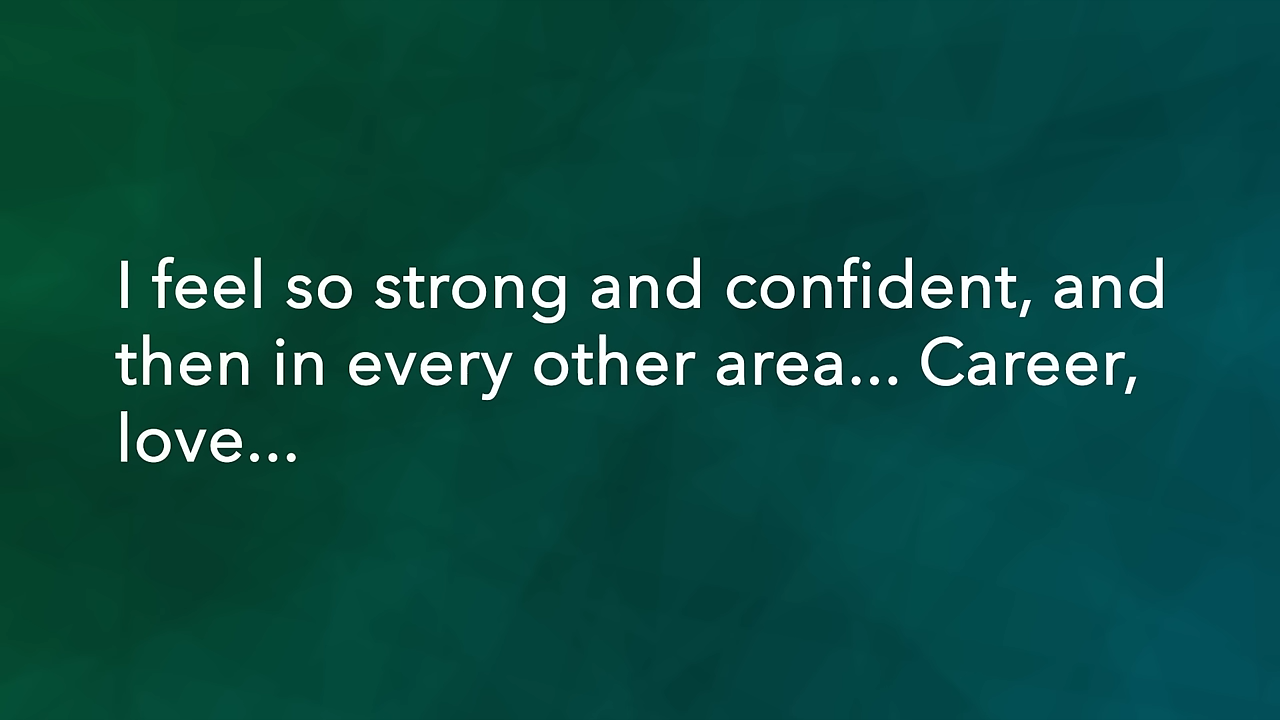 I feel so strong and confident, and
then in every other area... Career,
love...